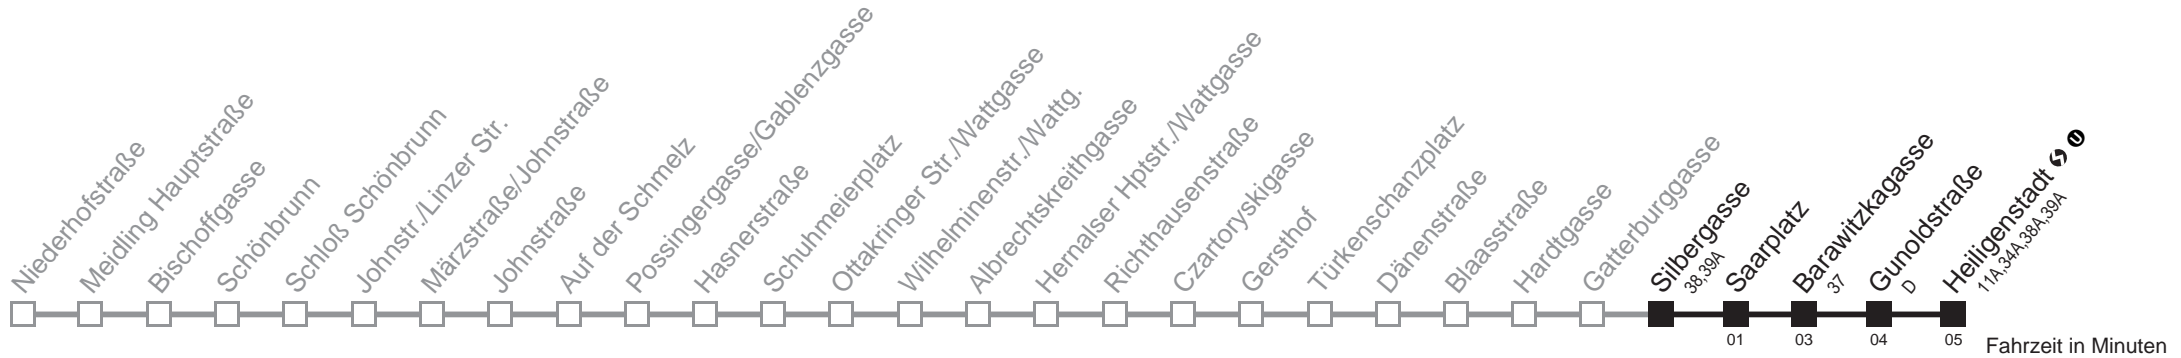 Niederhofstraße
Meidling Hauptstraße
Bischoffgasse
Schönbrunn
Schloß Schönbrunn
Johnstr./Linzer Str.
Märzstraße/Johnstraße
Johnstraße
Auf der Schmelz
Possingergasse/Gablenzgasse
Hasnerstraße
Schuhmeierplatz
Ottakringer Str./Wattgasse
Wilhelminenstr./Wattg.
Albrechtskreithgasse
Hernalser Hptstr./Wattgasse
Richthausenstraße
Czartoryskigasse
Gersthof
Türkenschanzplatz
Dänenstraße
Blaasstraße
Hardtgasse
Gatterburggasse
Silbergasse
38,39A
Saarplatz
Barawitzkagasse
37
Gunoldstraße
D
Heiligenstadt S U
11A,34A,38A,39A
01 03 04 05
Fahrzeit in Minuten